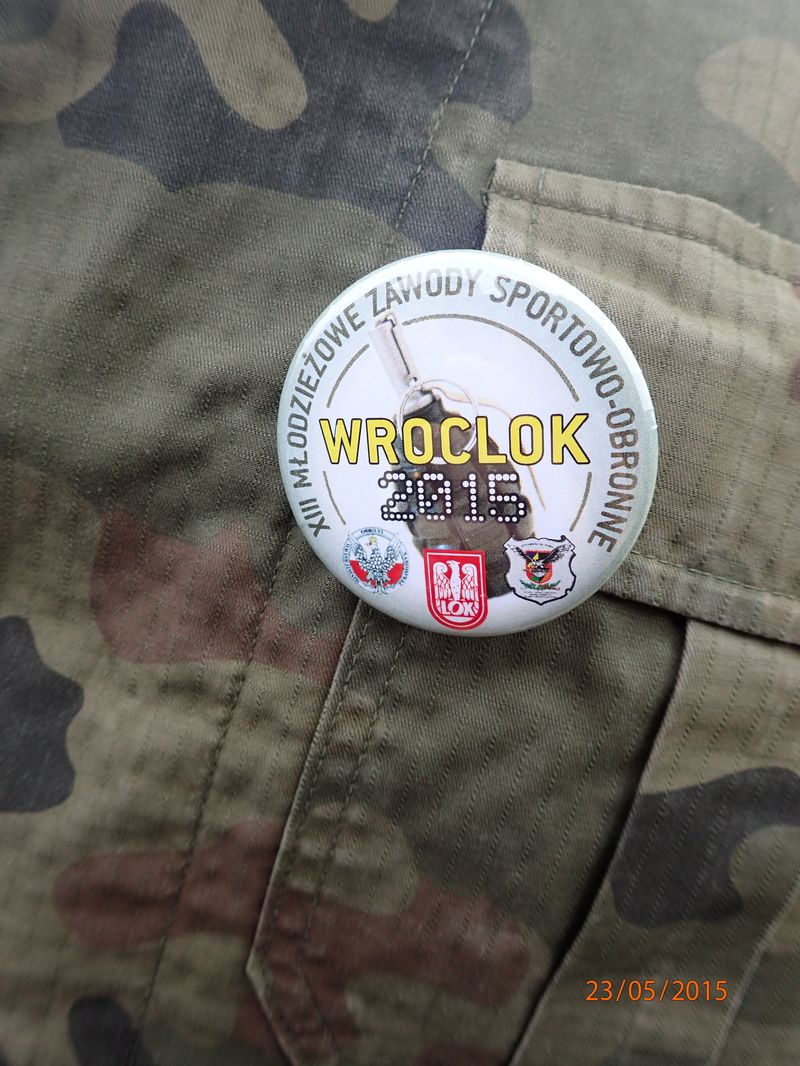 XIII MŁODZIEŻOWE ZAWODY SPORTOWO-OBRONNE
WROCLOK
2015
LOK
23/05/2015